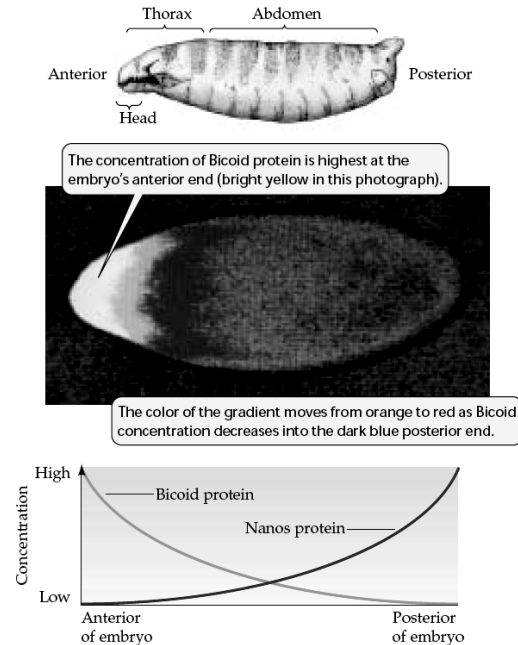 Thorax Abdomen
Anterior Posterior
Head
The concentration of Bicoid protein is highest at the
embryo's anterior end (bright yellow in this photograph).
The color of the gradient moves from orange to red as Bicoid
concentration decreases into the dark blue posterior end.
High
Bicoid protein
Nanos protein
Concentration
Low
Anterior Posterior
of embryo of embryo